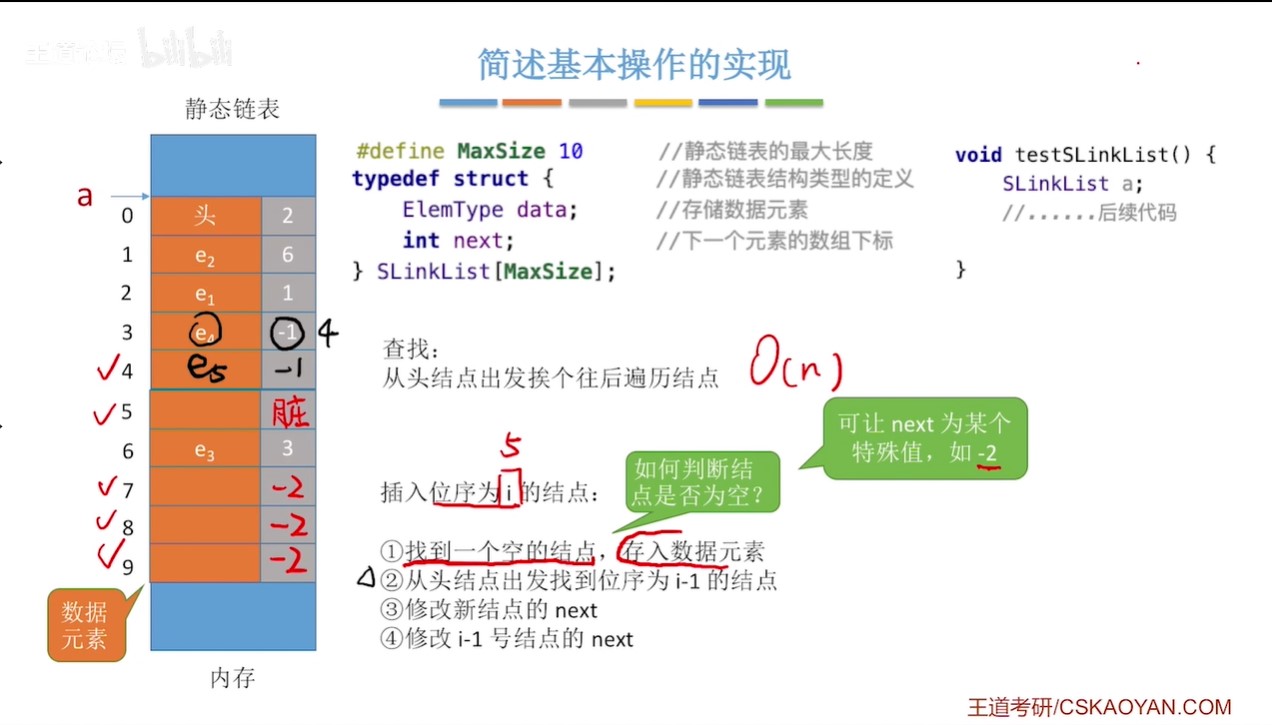 王道论坛 bilibili
简述基本操作的实现
静态链表
a
0 头 2
1 e2 6
2 e1 1
3 e4 -1 4
4 e5 -1
5 脏
6 e3 3
7 -2
8 -2
9 -2
数据
元素
内存
#define MaxSize 10 //静态链表的最大长度
typedef struct { //静态链表结构类型的定义
ElemType data; //存储数据元素
int next; //下一个元素的数组下标
} SLinkList[MaxSize];
void testSLinkList() {
SLinkList a;
//......后续代码
}
查找：
从头结点出发挨个往后遍历结点 O(n)
可让 next 为某个
特殊值，如 -2
如何判断结
点是否为空？
5
插入位序为 i 的结点：
①找到一个空的结点，存入数据元素
②从头结点出发找到位序为 i-1 的结点
③修改新结点的 next
④修改 i-1 号结点的 next
王道考研/CSKAOYAN.COM